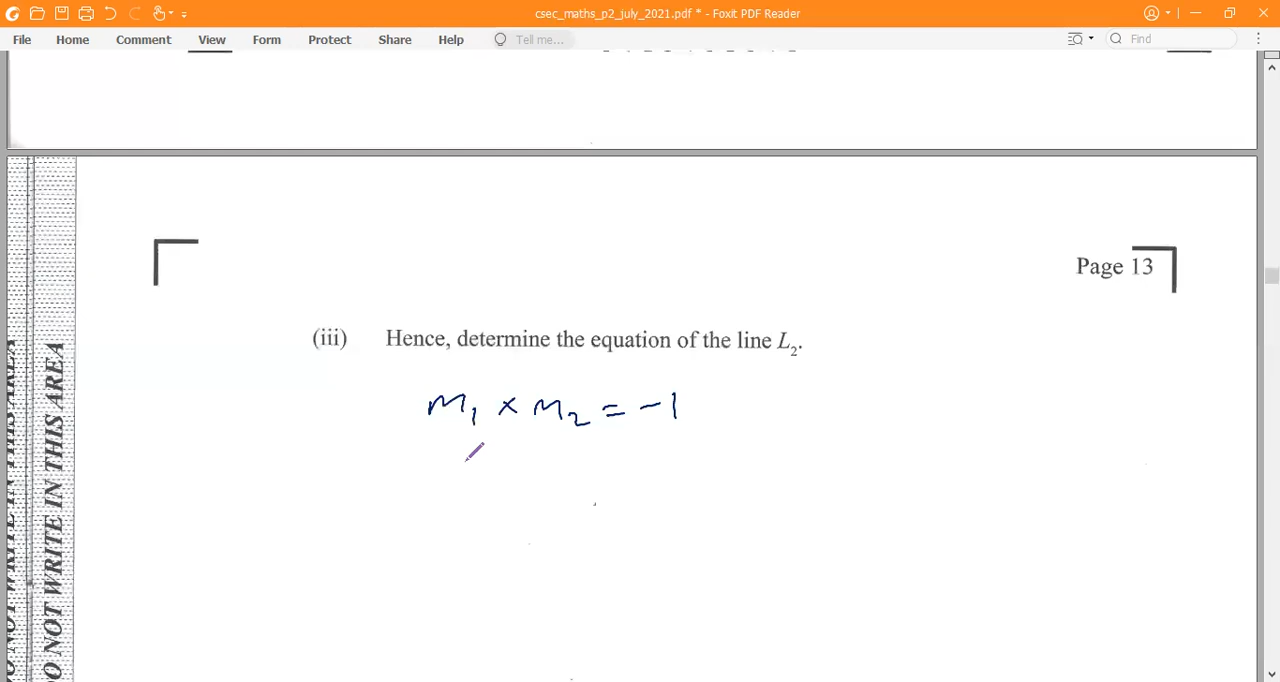 csec_maths_p2_july_2021.pdf * - Foxit PDF Reader
File Home Comment View Form Protect Share Help Tell me... Find
Page 13
(iii) Hence, determine the equation of the line L₂.
m₁ × m₂ = -1
DO NOT WRITE IN THIS AREA